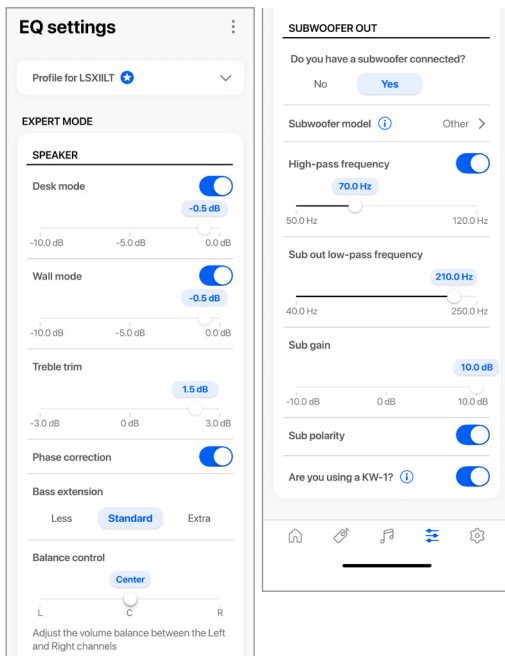 EQ settings
Profile for LSXIILT
EXPERT MODE
SPEAKER
Desk mode
-0.5 dB
-10.0 dB -5.0 dB 0.0 dB
Wall mode
-0.5 dB
-10.0 dB -5.0 dB 0.0 dB
Treble trim
1.5 dB
-3.0 dB 0 dB 3.0 dB
Phase correction
Bass extension
Less Standard Extra
Balance control
Center
L C R
Adjust the volume balance between the Left
and Right channels
SUBWOOFER OUT
Do you have a subwoofer connected?
No Yes
Subwoofer model i Other
High-pass frequency
70.0 Hz
50.0 Hz 120.0 Hz
Sub out low-pass frequency
210.0 Hz
40.0 Hz 250.0 Hz
Sub gain
10.0 dB
-10.0 dB 0 dB 10.0 dB
Sub polarity
Are you using a KW-1? i